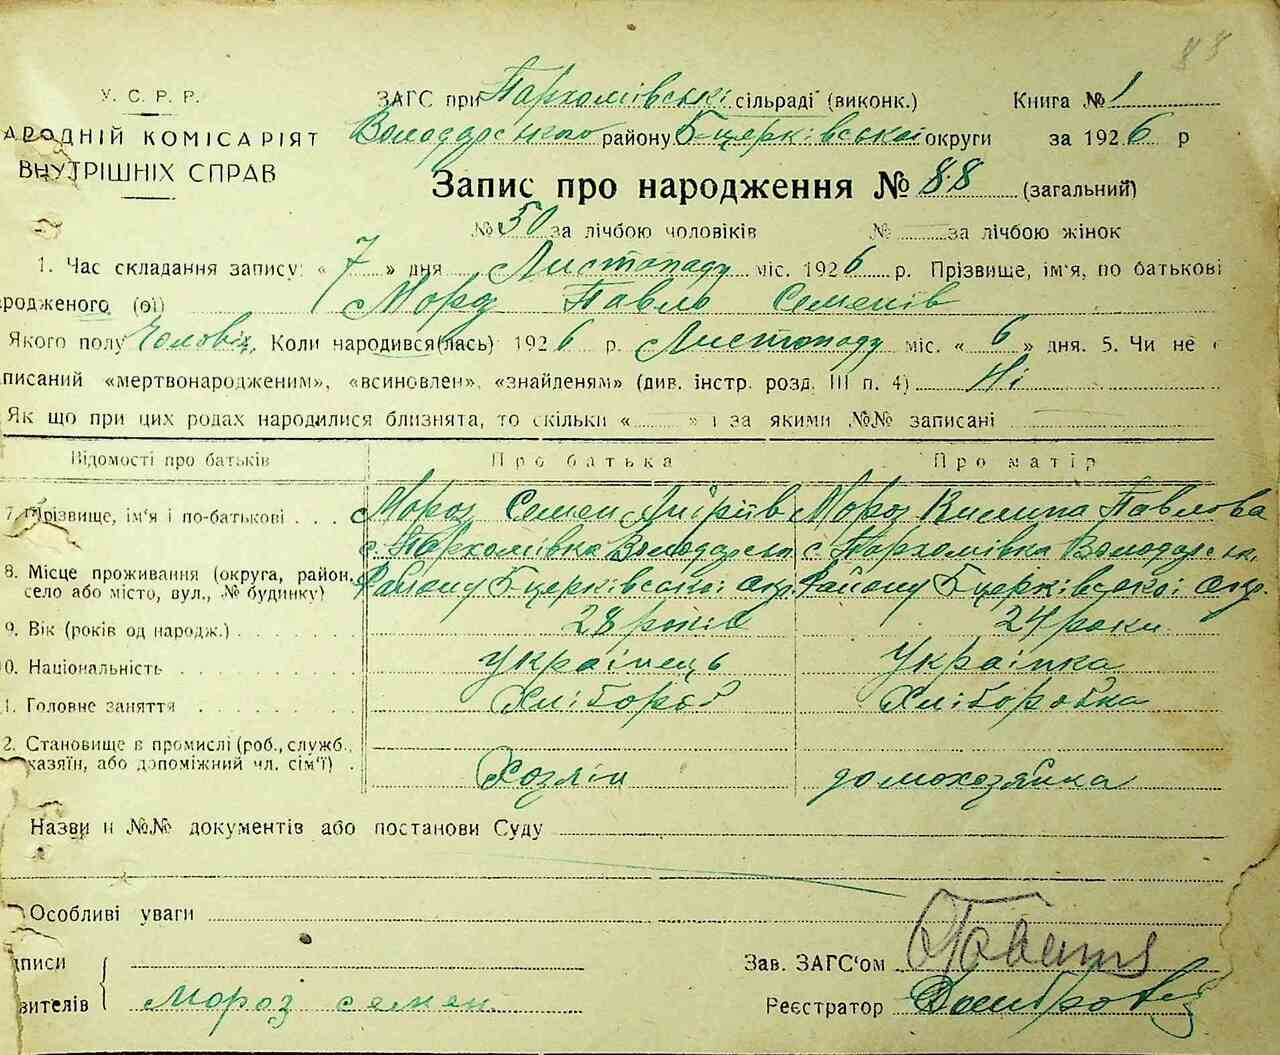 88
У. С. Р. Р.
АРОДНІЙ КОМІСАРІЯТ
ВНУТРІШНІХ СПРАВ
ЗАГС при Пархомівські сільраді (виконк.) Книга № 1
Володарського району Б-церківської округи за 1926 р
Запис про народження № 88 (загальний)
№ 50 за лічбою чоловіків № за лічбою жінок
1. Час складання запису: « 7 » дня Листопаду міс. 1926 р. Прізвище, ім'я, по батькові
ародженого (ої) Мороз Павло Семенів
Якого полу Чоловіч. Коли народився(лась) 1926 р. Листопаду міс. « 6 » дня. 5. Чи не є
писаний «мертвонародженим», «всиновлен», «знайденям» (див. інстр. розд. III п. 4) Ні
Як що при цих родах народилися близнята, то скільки « » і за якими №№ записані
Відомості про батьків Про батька Про матір
7. Прізвище, ім'я і по-батькові Мороз Семен Мороз Павлова
8. Місце проживання (округа, район, село або місто, вул., № будинку) с. Пархомівка Володарськ. с. Пархомівка Володарськ.
Району Б-церківської окр. Району Б-церківської окр.
9. Вік (років од народж.) 28 років 24 роки
0. Національність Українець Українка
1. Головне заняття Хлібороб Хліборобка
2. Становище в промислі (роб., служб.,
хазяїн, або допоміжний чл. сім'ї) Хозяін домохозяйка
Назви и №№ документів або постанови Суду
Особливі уваги
дписи
вителів Мороз семен
Зав. ЗАГС'ом
Реєстратор